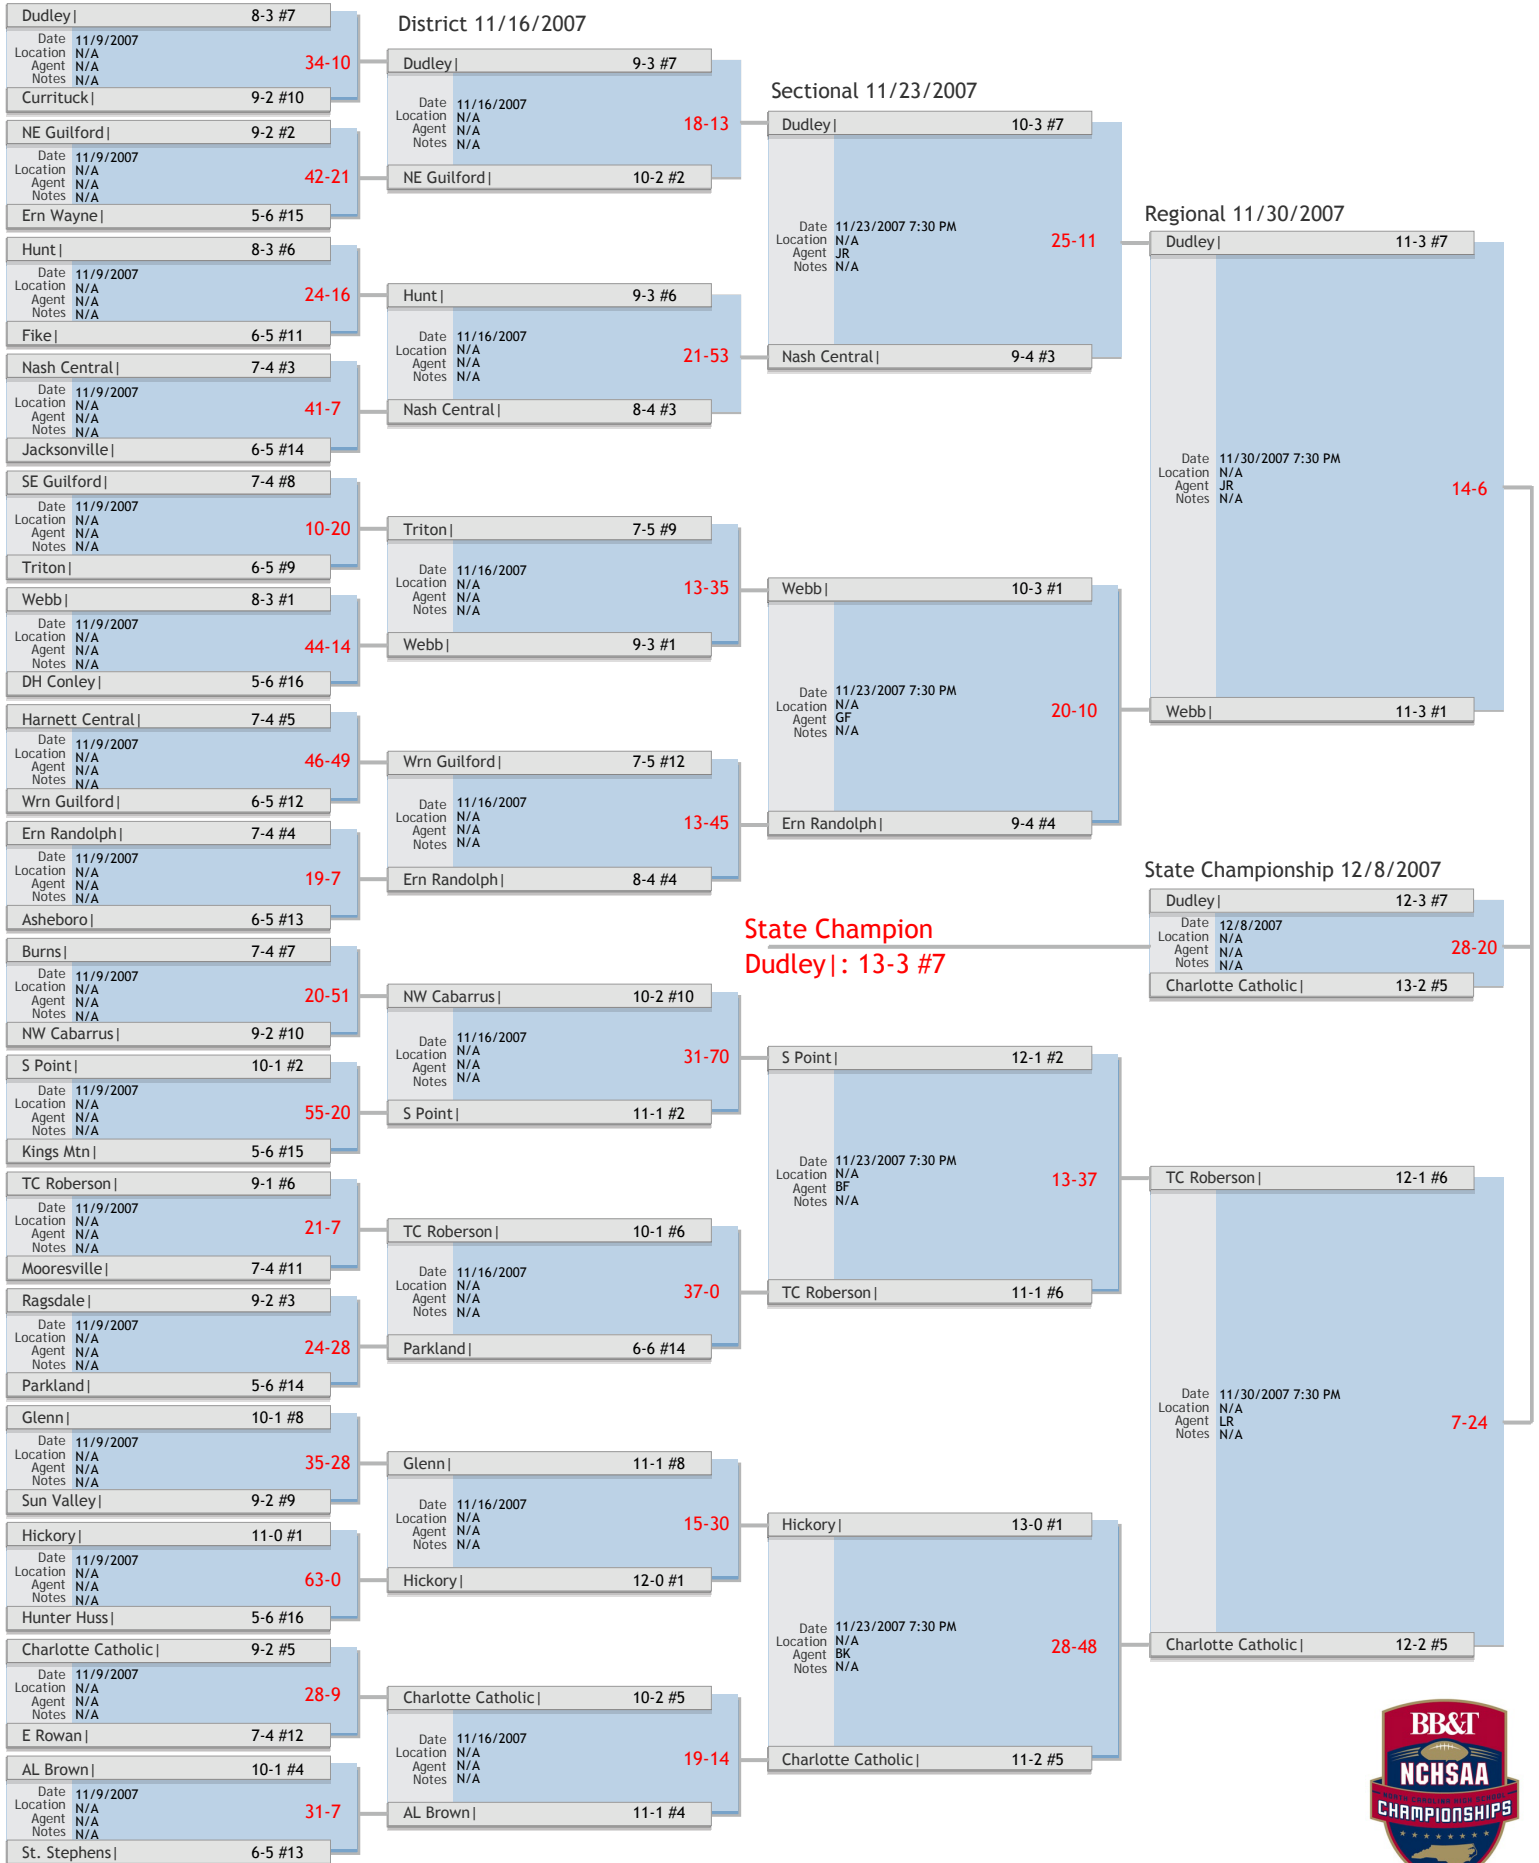 Dudley| 8-3 #7
Date 11/9/2007
Location N/A
Agent N/A
Notes N/A
34-10
Currituck| 9-2 #10
NE Guilford| 9-2 #2
Date 11/9/2007
Location N/A
Agent N/A
Notes N/A
42-21
Ern Wayne| 5-6 #15
Hunt| 8-3 #6
Date 11/9/2007
Location N/A
Agent N/A
Notes N/A
24-16
Fike| 6-5 #11
Nash Central| 7-4 #3
Date 11/9/2007
Location N/A
Agent N/A
Notes N/A
41-7
Jacksonville| 6-5 #14
SE Guilford| 7-4 #8
Date 11/9/2007
Location N/A
Agent N/A
Notes N/A
10-20
Triton| 6-5 #9
Webb| 8-3 #1
Date 11/9/2007
Location N/A
Agent N/A
Notes N/A
44-14
DH Conley| 5-6 #16
Harnett Central| 7-4 #5
Date 11/9/2007
Location N/A
Agent N/A
Notes N/A
46-49
Wrn Guilford| 6-5 #12
Ern Randolph| 7-4 #4
Date 11/9/2007
Location N/A
Agent N/A
Notes N/A
19-7
Asheboro| 6-5 #13
Burns| 7-4 #7
Date 11/9/2007
Location N/A
Agent N/A
Notes N/A
20-51
NW Cabarrus| 9-2 #10
S Point| 10-1 #2
Date 11/9/2007
Location N/A
Agent N/A
Notes N/A
55-20
Kings Mtn| 5-6 #15
TC Roberson| 9-1 #6
Date 11/9/2007
Location N/A
Agent N/A
Notes N/A
21-7
Mooresville| 7-4 #11
Ragsdale| 9-2 #3
Date 11/9/2007
Location N/A
Agent N/A
Notes N/A
24-28
Parkland| 5-6 #14
Glenn| 10-1 #8
Date 11/9/2007
Location N/A
Agent N/A
Notes N/A
35-28
Sun Valley| 9-2 #9
Hickory| 11-0 #1
Date 11/9/2007
Location N/A
Agent N/A
Notes N/A
63-0
Hunter Huss| 5-6 #16
Charlotte Catholic| 9-2 #5
Date 11/9/2007
Location N/A
Agent N/A
Notes N/A
28-9
E Rowan| 7-4 #12
AL Brown| 10-1 #4
Date 11/9/2007
Location N/A
Agent N/A
Notes N/A
31-7
St. Stephens| 6-5 #13
District 11/16/2007
Dudley| 9-3 #7
Date 11/16/2007
Location N/A
Agent N/A
Notes N/A
18-13
NE Guilford| 10-2 #2
Hunt| 9-3 #6
Date 11/16/2007
Location N/A
Agent N/A
Notes N/A
21-53
Nash Central| 8-4 #3
Triton| 7-5 #9
Date 11/16/2007
Location N/A
Agent N/A
Notes N/A
13-35
Webb| 9-3 #1
Wrn Guilford| 7-5 #12
Date 11/16/2007
Location N/A
Agent N/A
Notes N/A
13-45
Ern Randolph| 8-4 #4
NW Cabarrus| 10-2 #10
Date 11/16/2007
Location N/A
Agent N/A
Notes N/A
31-70
S Point| 11-1 #2
TC Roberson| 10-1 #6
Date 11/16/2007
Location N/A
Agent N/A
Notes N/A
37-0
Parkland| 6-6 #14
Glenn| 11-1 #8
Date 11/16/2007
Location N/A
Agent N/A
Notes N/A
15-30
Hickory| 12-0 #1
Charlotte Catholic| 10-2 #5
Date 11/16/2007
Location N/A
Agent N/A
Notes N/A
19-14
AL Brown| 11-1 #4
Sectional 11/23/2007
Dudley| 10-3 #7
Date 11/23/2007 7:30 PM
Location N/A
Agent JR
Notes N/A
25-11
Nash Central| 9-4 #3
Webb| 10-3 #1
Date 11/23/2007 7:30 PM
Location N/A
Agent GF
Notes N/A
20-10
Ern Randolph| 9-4 #4
State Champion
Dudley|: 13-3 #7
S Point| 12-1 #2
Date 11/23/2007 7:30 PM
Location N/A
Agent BF
Notes N/A
13-37
TC Roberson| 11-1 #6
Hickory| 13-0 #1
Date 11/23/2007 7:30 PM
Location N/A
Agent BK
Notes N/A
28-48
Charlotte Catholic| 11-2 #5
Regional 11/30/2007
Dudley| 11-3 #7
Date 11/30/2007 7:30 PM
Location N/A
Agent JR
Notes N/A
14-6
Webb| 11-3 #1
State Championship 12/8/2007
Dudley| 12-3 #7
Date 12/8/2007
Location N/A
Agent N/A
Notes N/A
28-20
Charlotte Catholic| 13-2 #5
TC Roberson| 12-1 #6
Date 11/30/2007 7:30 PM
Location N/A
Agent LR
Notes N/A
7-24
Charlotte Catholic| 12-2 #5
BB&T
NCHSAA
NORTH CAROLINA HIGH SCHOOL
CHAMPIONSHIPS